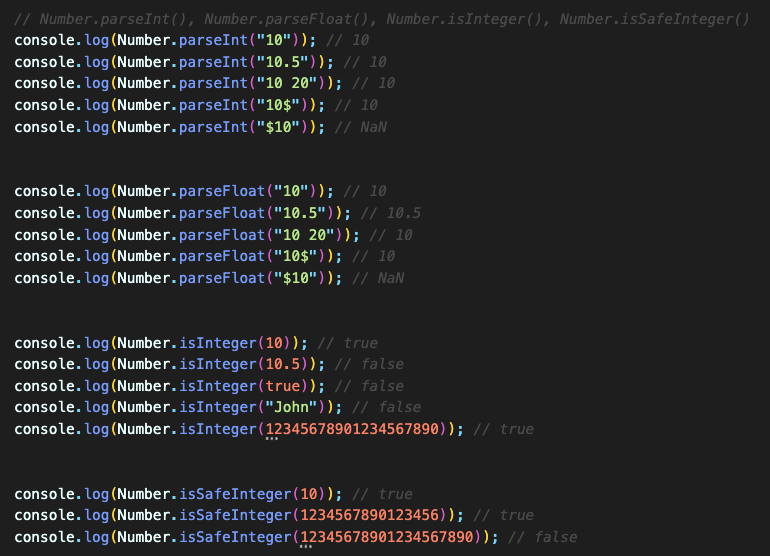 // Number.parseInt(), Number.parseFloat(), Number.isInteger(), Number.isSafeInteger()
console.log(Number.parseInt("10")); // 10
console.log(Number.parseInt("10.5")); // 10
console.log(Number.parseInt("10 20")); // 10
console.log(Number.parseInt("10$")); // 10
console.log(Number.parseInt("$10")); // NaN
console.log(Number.parseFloat("10")); // 10
console.log(Number.parseFloat("10.5")); // 10.5
console.log(Number.parseFloat("10 20")); // 10
console.log(Number.parseFloat("10$")); // 10
console.log(Number.parseFloat("$10")); // NaN
console.log(Number.isInteger(10)); // true
console.log(Number.isInteger(10.5)); // false
console.log(Number.isInteger(true)); // false
console.log(Number.isInteger("John")); // false
console.log(Number.isInteger(12345678901234567890)); // true
console.log(Number.isSafeInteger(10)); // true
console.log(Number.isSafeInteger(1234567890123456)); // true
console.log(Number.isSafeInteger(12345678901234567890)); // false